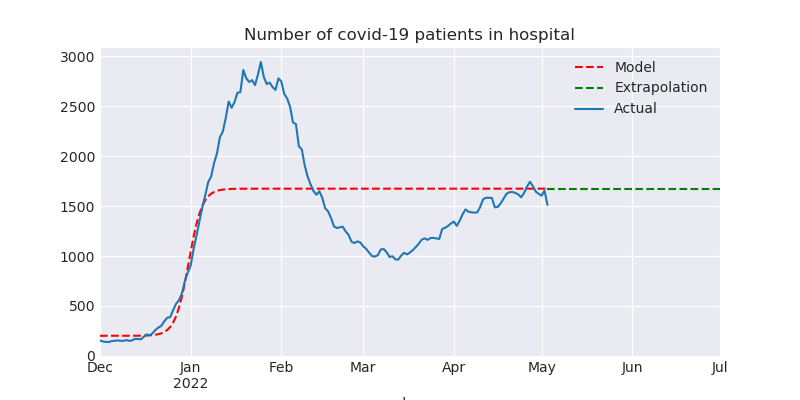 Number of covid-19 patients in hospital
3000
2500
2000
1500
1000
500
0
Model
Extrapolation
Actual
Dec Jan Feb Mar Apr May Jun Jul
2022